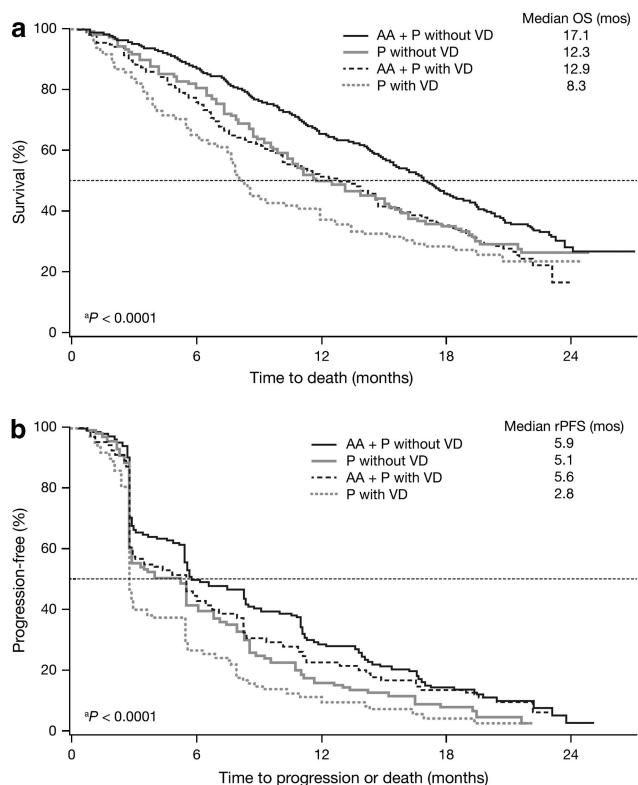 a
Median OS (mos)
AA + P without VD 17.1
P without VD 12.3
AA + P with VD 12.9
P with VD 8.3
100
80
60
40
20
0
Survival (%)
ᵃP < 0.0001
0 6 12 18 24
Time to death (months)
b
Median rPFS (mos)
AA + P without VD 5.9
P without VD 5.1
AA + P with VD 5.6
P with VD 2.8
100
80
60
40
20
0
Progression-free (%)
ᵃP < 0.0001
0 6 12 18 24
Time to progression or death (months)